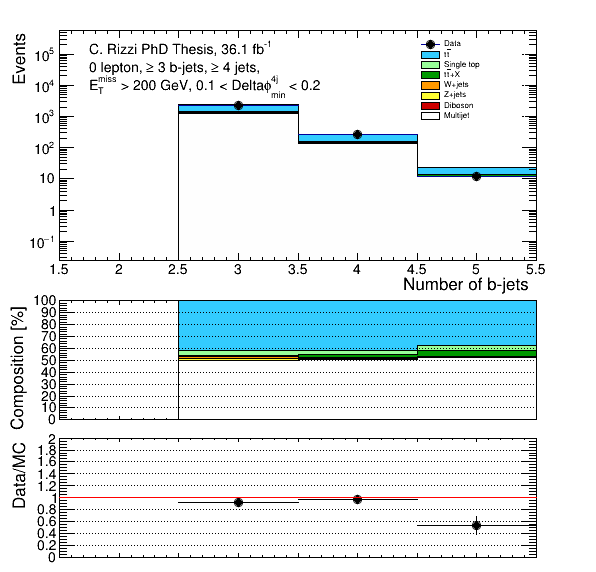 C. Rizzi PhD Thesis, 36.1 fb⁻¹
0 lepton, ≥ 3 b-jets, ≥ 4 jets,
E_T^miss > 200 GeV, 0.1 < Deltaϕ_min^4j < 0.2
Data
tt̄
Single top
tt̄+X
W+jets
Z+jets
Diboson
Multijet
Events
10⁵
10⁴
10³
10²
10
1
10⁻¹
1.5 2 2.5 3 3.5 4 4.5 5 5.5
Number of b-jets
Composition [%]
100
90
80
70
60
50
40
30
20
10
0
Data/MC
2
1.8
1.6
1.4
1.2
1
0.8
0.6
0.4
0.2
0